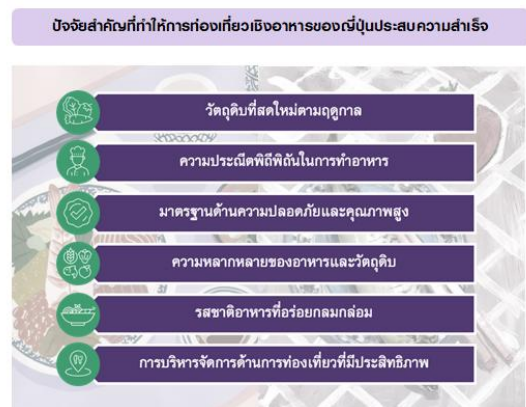 ปัจจัยสำคัญที่ทำให้การท่องเที่ยวเชิงอาหารของญี่ปุ่นประสบความสำเร็จ
วัตถุดิบที่สดใหม่ตามฤดูกาล
ความประณีตพิถีพิถันในการทำอาหาร
มาตรฐานด้านความปลอดภัยและคุณภาพสูง
ความหลากหลายของอาหารและวัตถุดิบ
รสชาติอาหารที่อร่อยกลมกล่อม
การบริหารจัดการด้านการท่องเที่ยวที่มีประสิทธิภาพ